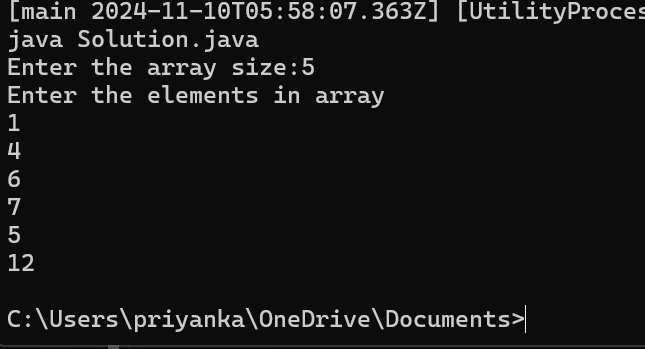 [main 2024-11-10T05:58:07.363Z] [UtilityProces
java Solution.java
Enter the array size:5
Enter the elements in array
1
4
6
7
5
12
C:\Users\priyanka\OneDrive\Documents>